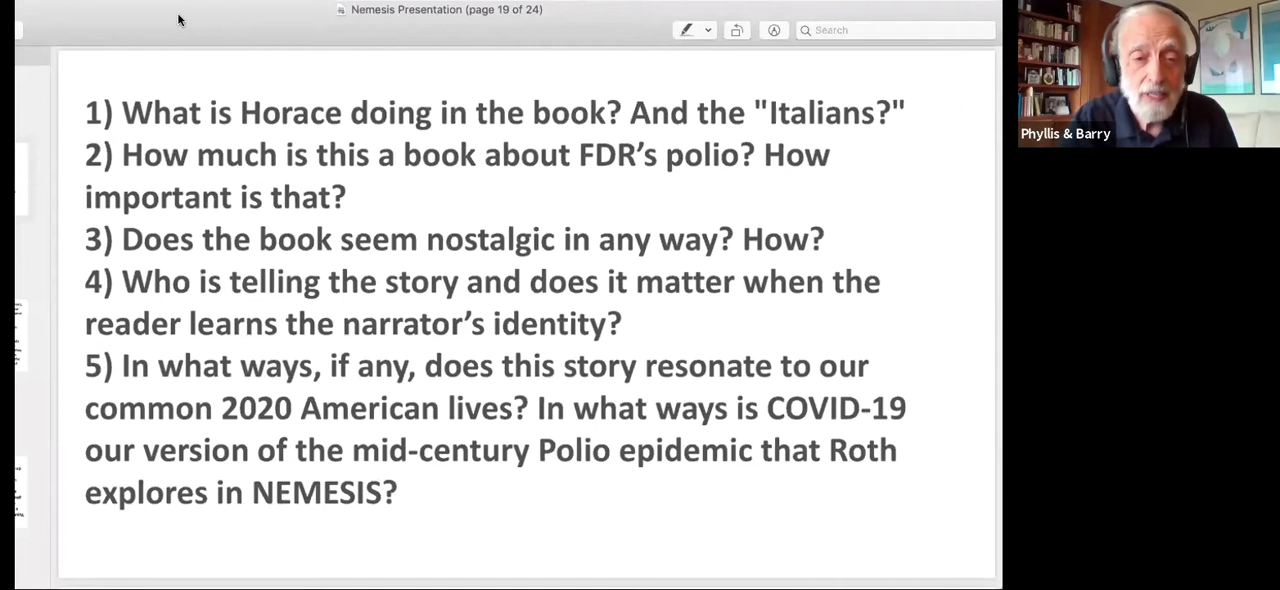 Nemesis Presentation (page 19 of 24)
Search
1) What is Horace doing in the book? And the "Italians?"
2) How much is this a book about FDR’s polio? How
important is that?
3) Does the book seem nostalgic in any way? How?
4) Who is telling the story and does it matter when the
reader learns the narrator’s identity?
5) In what ways, if any, does this story resonate to our
common 2020 American lives? In what ways is COVID-19
our version of the mid-century Polio epidemic that Roth
explores in NEMESIS?
Phyllis & Barry